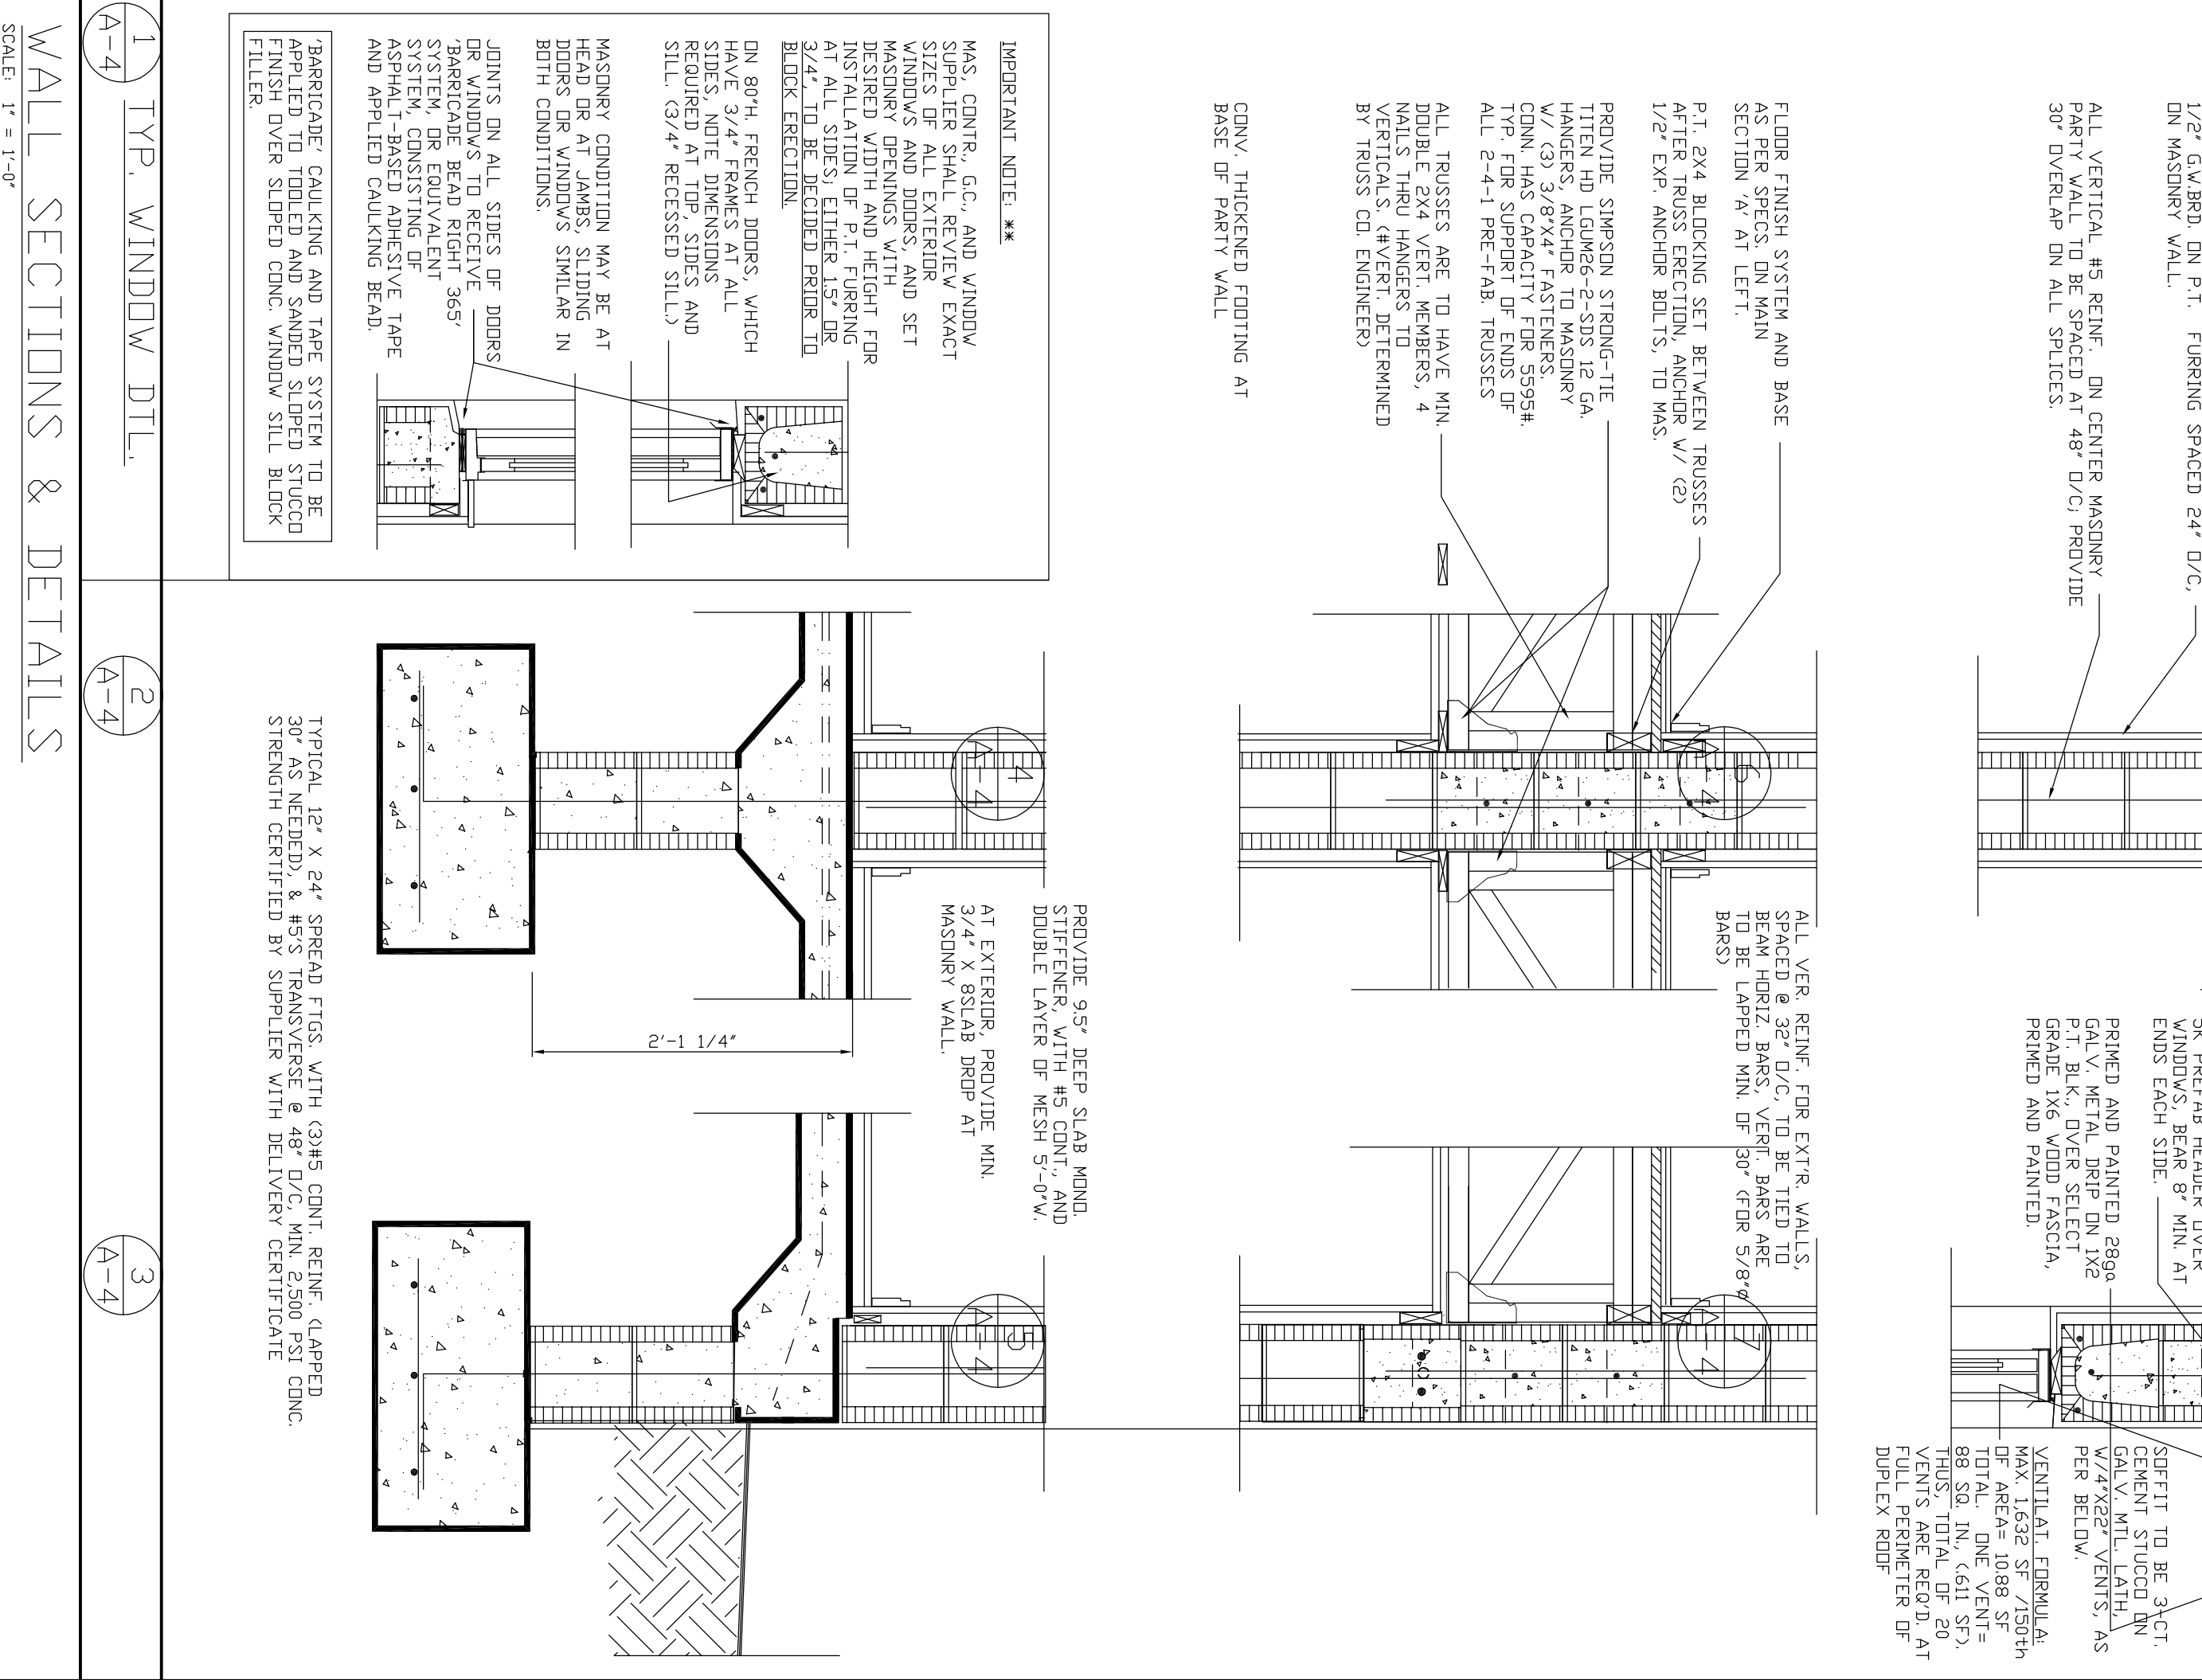 1/2" G.W.BRD. ON P.T. FURRING SPACED 24" O/C,
ON MASONRY WALL.
ALL VERTICAL #5 REINF. ON CENTER MASONRY
PARTY WALL TO BE SPACED AT 48" O/C; PROVIDE
30" OVERLAP ON ALL SPLICES.
5K PREFAB HEADER OVER
WINDOWS, BEAR 8" MIN. AT
ENDS EACH SIDE.
PRIMED AND PAINTED 28ga
GALV. METAL DRIP ON 1X2
P.T. BLK., OVER SELECT
GRADE 1X6 WOOD FASCIA,
PRIMED AND PAINTED.
SOFFIT TO BE 3-CT.
CEMENT STUCCO ON
GALV. MTL. LATH,
W/4"X22" VENTS, AS
PER BELOW.
VENTILAT. FORMULA:
MAX. 1,632 SF /150th
OF AREA= 10.88 SF
TOTAL. ONE VENT=
88 SQ. IN., (.611 SF).
THUS, TOTAL OF 20
VENTS ARE REQ'D. AT
FULL PERIMETER OF
DUPLEX ROOF
FLOOR FINISH SYSTEM AND BASE
AS PER SPECS. ON MAIN
SECTION 'A' AT LEFT.
P.T. 2X4 BLOCKING SET BETWEEN TRUSSES
AFTER TRUSS ERECTION, ANCHOR W/ (2)
1/2" EXP. ANCHOR BOLTS, TO MAS.
PROVIDE SIMPSON STRONG-TIE
TITEN HD LGUM26-2-SDS 12 GA.
HANGERS, ANCHOR TO MASONRY
W/ (3) 3/8"X4" FASTENERS.
CONN. HAS CAPACITY FOR 5595#.
TYP. FOR SUPPORT OF ENDS OF
ALL 2-4-1 PRE-FAB. TRUSSES
ALL TRUSSES ARE TO HAVE MIN.
DOUBLE 2X4 VERT. MEMBERS, 4
NAILS THRU HANGERS TO
VERTICALS. (#VERT. DETERMINED
BY TRUSS CO. ENGINEER)
CONV. THICKENED FOOTING AT
BASE OF PARTY WALL
6
A-4
ALL VER. REINF. FOR EXT'R. WALLS,
SPACED @ 32" O/C, TO BE TIED TO
BEAM HORIZ. BARS, VERT. BARS ARE
TO BE LAPPED MIN. OF 30" (FOR 5/8"Ø
BARS)
7
A-4
IMPORTANT NOTE: **
MAS, CONTR., G.C., AND WINDOW
SUPPLIER SHALL REVIEW EXACT
SIZES OF ALL EXTERIOR
WINDOWS AND DOORS, AND SET
MASONRY OPENINGS WITH
DESIRED WIDTH AND HEIGHT FOR
INSTALLATION OF P.T. FURRING
AT ALL SIDES; EITHER 1.5" OR
3/4", TO BE DECIDED PRIOR TO
BLOCK ERECTION.
ON 80"H. FRENCH DOORS, WHICH
HAVE 3/4" FRAMES AT ALL
SIDES, NOTE DIMENSIONS
REQUIRED AT TOP, SIDES AND
SILL. (3/4" RECESSED SILL.)
MASONRY CONDITION MAY BE AT
HEAD OR AT JAMBS, SLIDING
DOORS OR WINDOWS SIMILAR IN
BOTH CONDITIONS.
JOINTS ON ALL SIDES OF DOORS
OR WINDOWS TO RECEIVE
'BARRICADE BEAD RIGHT 365'
SYSTEM, OR EQUIVALENT
SYSTEM, CONSISTING OF
ASPHALT-BASED ADHESIVE TAPE
AND APPLIED CAULKING BEAD.
'BARRICADE' CAULKING AND TAPE SYSTEM TO BE
APPLIED TO TOOLED AND SANDED SLOPED STUCCO
FINISH OVER SLOPED CONC. WINDOW SILL BLOCK
FILLER.
4
A-4
PROVIDE 9.5" DEEP SLAB MONO.
STIFFENER, WITH #5 CONT., AND
DOUBLE LAYER OF MESH 5'-0"W.
AT EXTERIOR, PROVIDE MIN.
3/4" X 8SLAB DROP AT
MASONRY WALL.
5
A-4
2'-1 1/4"
TYPICAL 12" X 24" SPREAD FTGS. WITH (3)#5 CONT. REINF. (LAPPED
30" AS NEEDED), & #5'S TRANSVERSE @ 48" O/C, MIN. 2,500 PSI CONC.
STRENGTH CERTIFIED BY SUPPLIER WITH DELIVERY CERTIFICATE
1
A-4
TYP. WINDOW DTL.
2
A-4
3
A-4
WALL SECTIONS & DETAILS
SCALE: 1" = 1'-0"